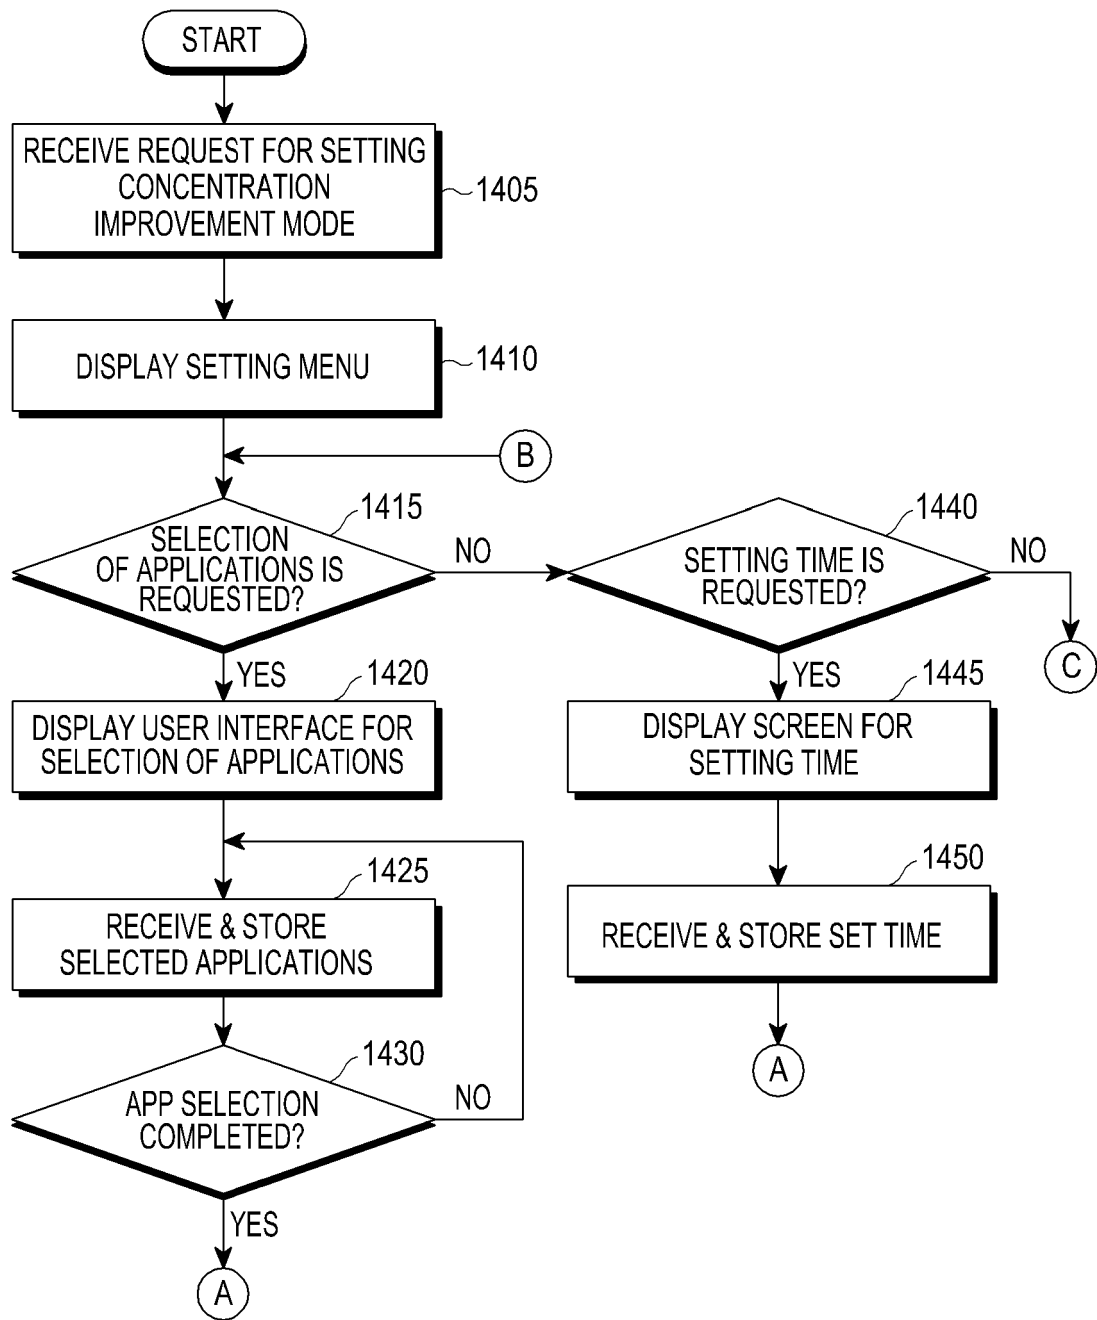 START
RECEIVE REQUEST FOR SETTING
CONCENTRATION
IMPROVEMENT MODE
1405
DISPLAY SETTING MENU
1410
B
SELECTION
OF APPLICATIONS IS
REQUESTED?
1415
NO
YES
SETTING TIME IS
REQUESTED?
1440
NO
YES
C
DISPLAY USER INTERFACE FOR
SELECTION OF APPLICATIONS
1420
DISPLAY SCREEN FOR
SETTING TIME
1445
RECEIVE & STORE
SELECTED APPLICATIONS
1425
RECEIVE & STORE SET TIME
1450
A
APP SELECTION
COMPLETED?
1430
NO
YES
A